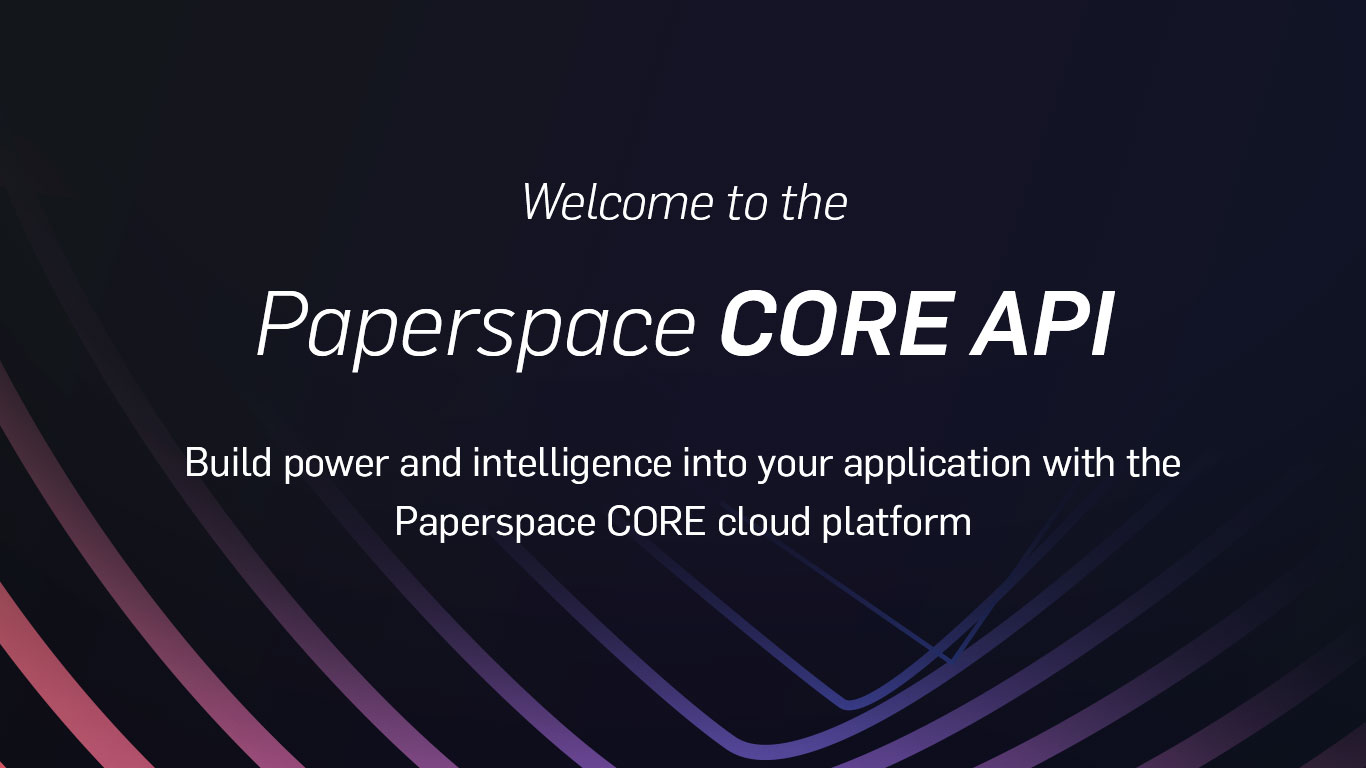 Welcome to the
Paperspace CORE API
Build power and intelligence into your application with the
Paperspace CORE cloud platform